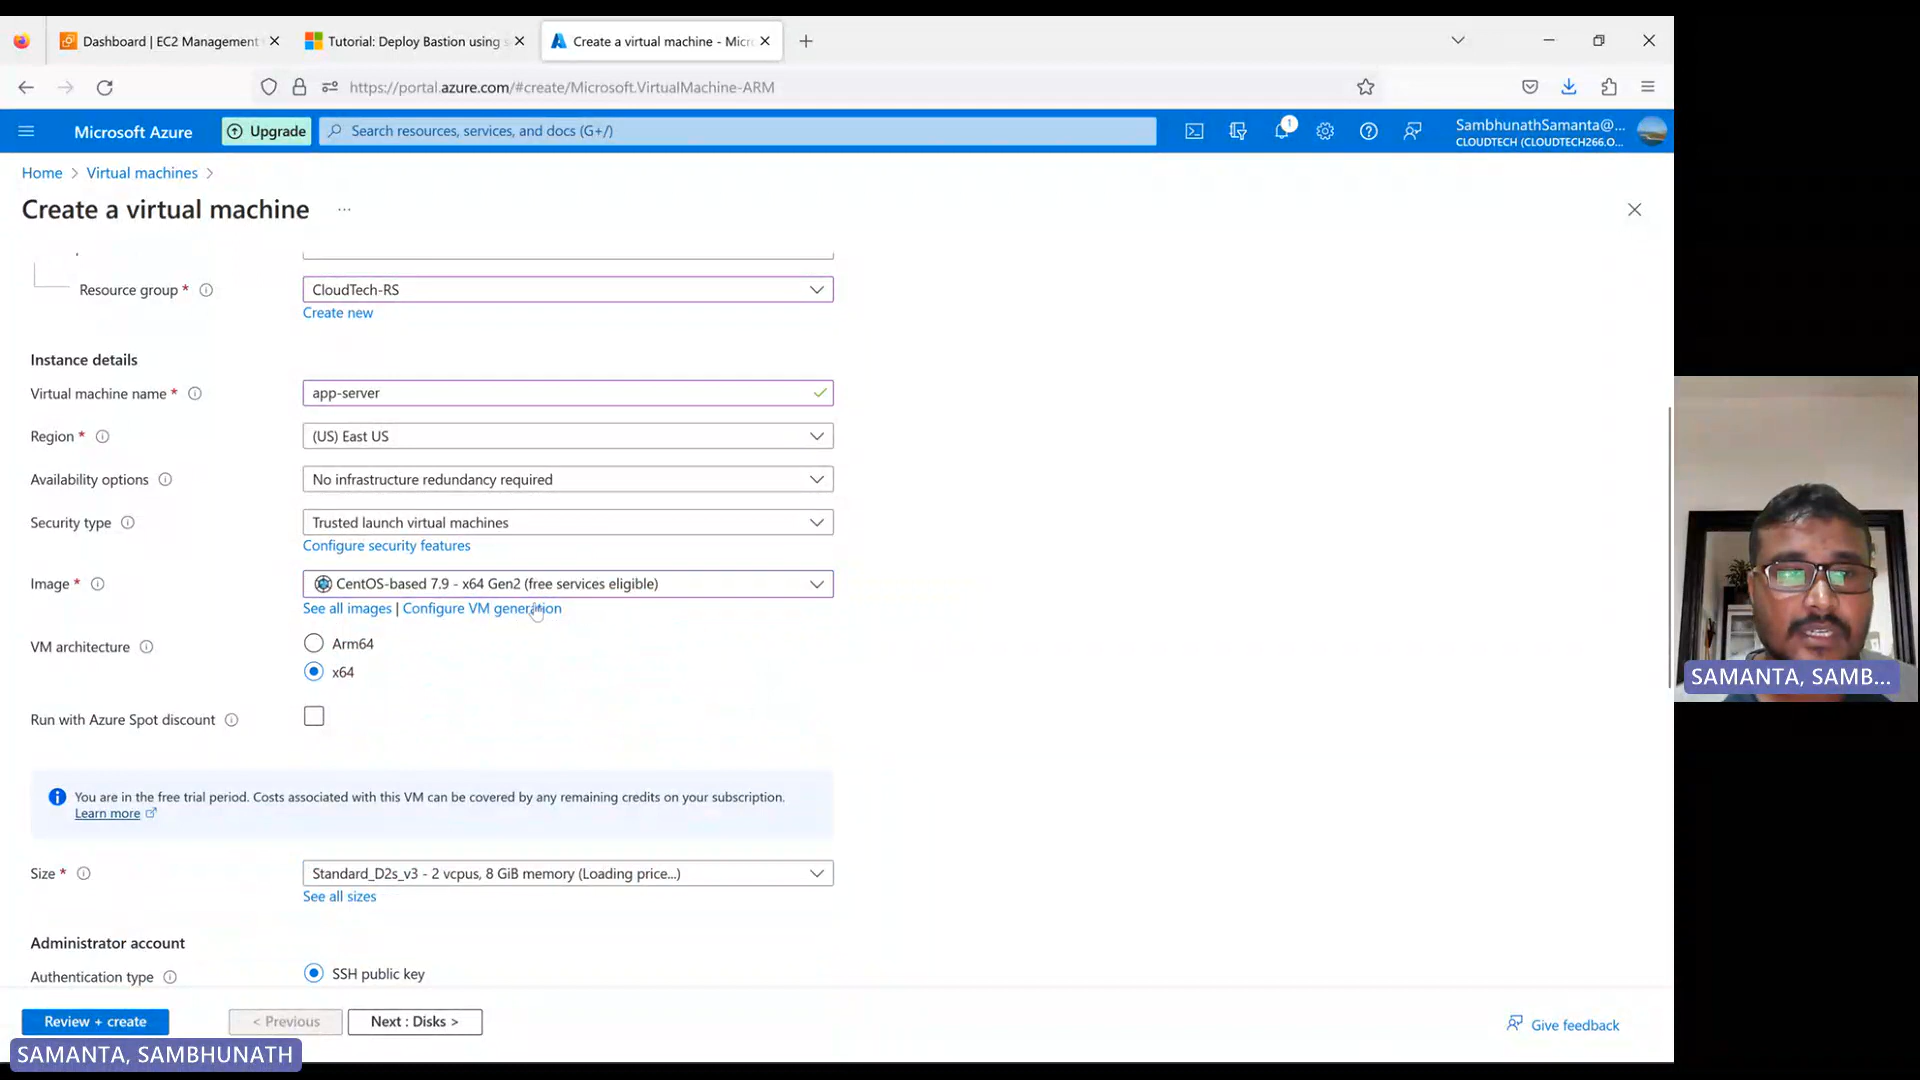 Dashboard | EC2 Management
Tutorial: Deploy Bastion using s
Create a virtual machine - Micr
https://portal.azure.com/#create/Microsoft.VirtualMachine-ARM
Microsoft Azure
Upgrade
Search resources, services, and docs (G+/)
1
SambhunathSamanta@...
CLOUDTECH (CLOUDTECH266.O...
Home > Virtual machines >
Create a virtual machine ...
Resource group *
CloudTech-RS
Create new
Instance details
Virtual machine name *
app-server
Region *
(US) East US
Availability options
No infrastructure redundancy required
Security type
Trusted launch virtual machines
Configure security features
Image *
CentOS-based 7.9 - x64 Gen2 (free services eligible)
See all images | Configure VM generation
VM architecture
Arm64
x64
Run with Azure Spot discount
You are in the free trial period. Costs associated with this VM can be covered by any remaining credits on your subscription.
Learn more
Size *
Standard_D2s_v3 - 2 vcpus, 8 GiB memory (Loading price...)
See all sizes
Administrator account
Authentication type
SSH public key
Review + create
< Previous
Next : Disks >
Give feedback
SAMANTA, SAMBHUNATH
SAMANTA, SAMB...